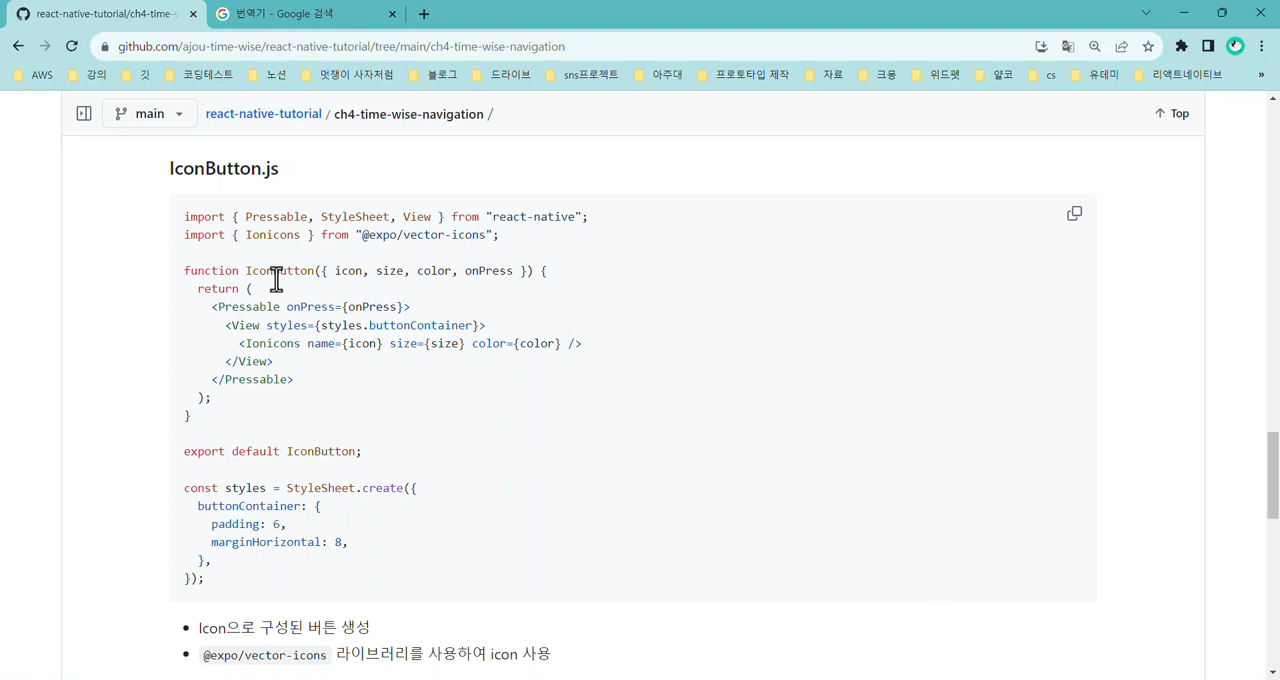 react-native-tutorial/ch4-time-w
번역기 - Google 검색
github.com/ajou-time-wise/react-native-tutorial/tree/main/ch4-time-wise-navigation
AWS 강의 깃 코딩테스트 노션 멋쟁이 사자처럼 블로그 드라이브 sns프로젝트 아주대 프로토타입 제작 자료 크몽 위드펫 얄코 cs 유데미 리액트네이티브 »
main react-native-tutorial / ch4-time-wise-navigation / Top
IconButton.js
import { Pressable, StyleSheet, View } from "react-native";
import { Ionicons } from "@expo/vector-icons";
function IconButton({ icon, size, color, onPress }) {
return (
<Pressable onPress={onPress}>
<View styles={styles.buttonContainer}>
<Ionicons name={icon} size={size} color={color} />
</View>
</Pressable>
);
}
export default IconButton;
const styles = StyleSheet.create({
buttonContainer: {
padding: 6,
marginHorizontal: 8,
},
});
Icon으로 구성된 버튼 생성
@expo/vector-icons 라이브러리를 사용하여 icon 사용